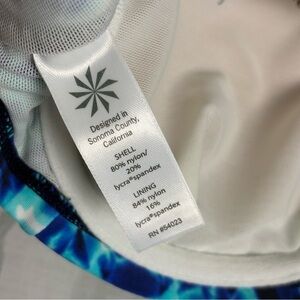 Designed in
Sonoma County,
California
SHELL
80% nylon/
20%
lycra®spandex
LINING
84% nylon
16%
lycra®spandex
RN #54023